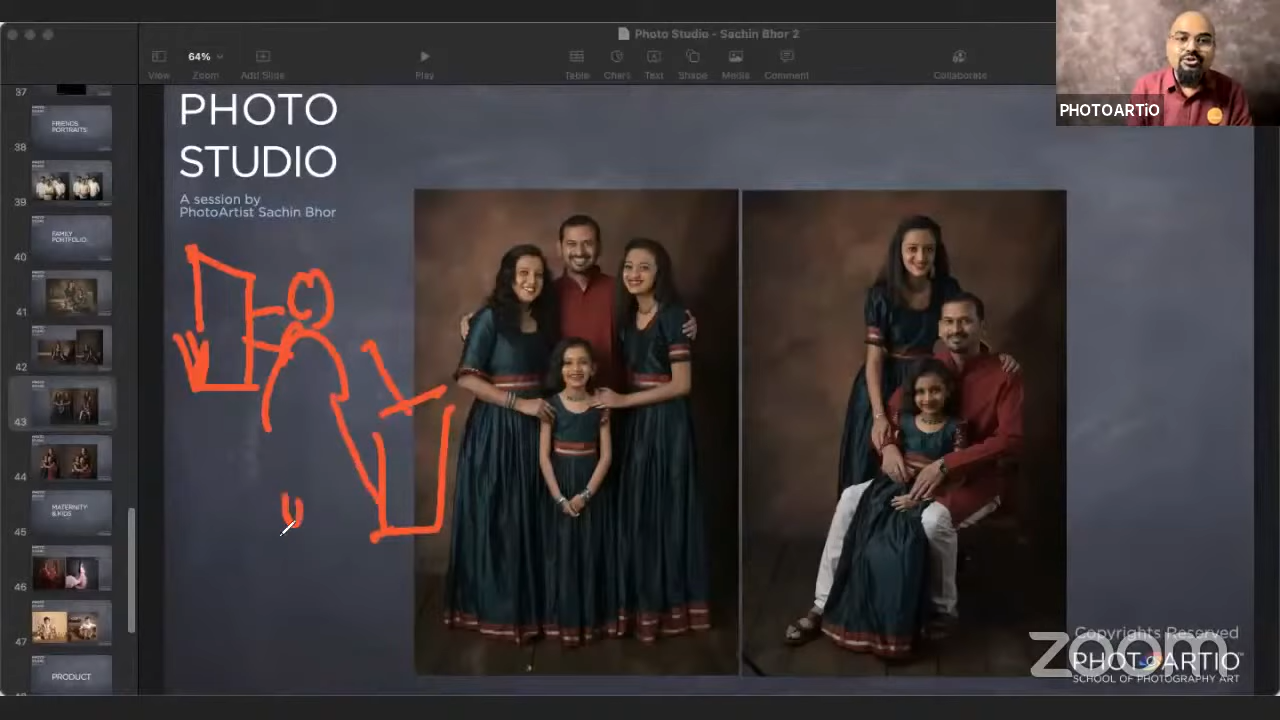 Photo Studio - Sachin Bhor 2
64%
View
Zoom
Add Slide
Play
Table
Chart
Text
Shape
Media
Comment
Collaborate
PHOTOARTiO
37
FRIENDS
PORTRAITS
38
39
FAMILY
PORTFOLIO
40
41
42
43
44
MATERNITY
& KIDS
45
46
47
PRODUCT
PHOTO
STUDIO
A session by
PhotoArtist Sachin Bhor
Copyrights Reserved
zoom
PHOTOARTIO
SCHOOL OF PHOTOGRAPHY ART